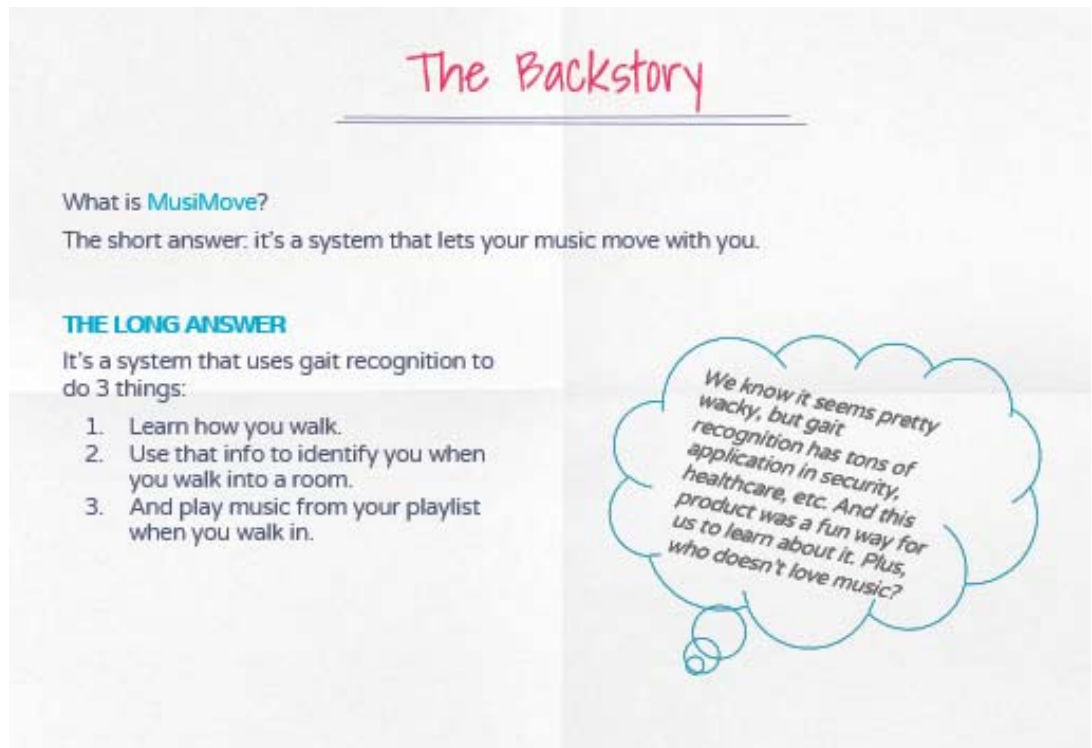 The Backstory
What is MusiMove?
The short answer: it's a system that lets your music move with you.
THE LONG ANSWER
It's a system that uses gait recognition to
do 3 things:
1. Learn how you walk.
2. Use that info to identify you when
you walk into a room.
3. And play music from your playlist
when you walk in.
We know it seems pretty
wacky, but gait
recognition has tons of
application in security,
healthcare, etc. And this
product was a fun way for
us to learn about it. Plus,
who doesn't love music?